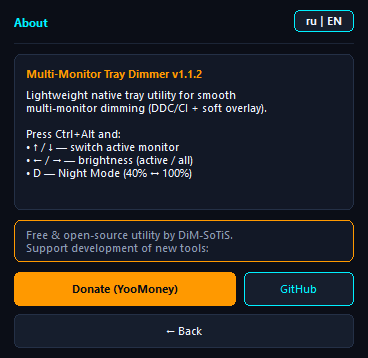 About
ru | EN
Multi-Monitor Tray Dimmer v1.1.2
Lightweight native tray utility for smooth
multi-monitor dimming (DDC/CI + soft overlay).
Press Ctrl+Alt and:
• ↑ / ↓ — switch active monitor
• ← / → — brightness (active / all)
• D — Night Mode (40% ↔ 100%)
Free & open-source utility by DiM-SoTiS.
Support development of new tools:
Donate (YooMoney)
GitHub
← Back